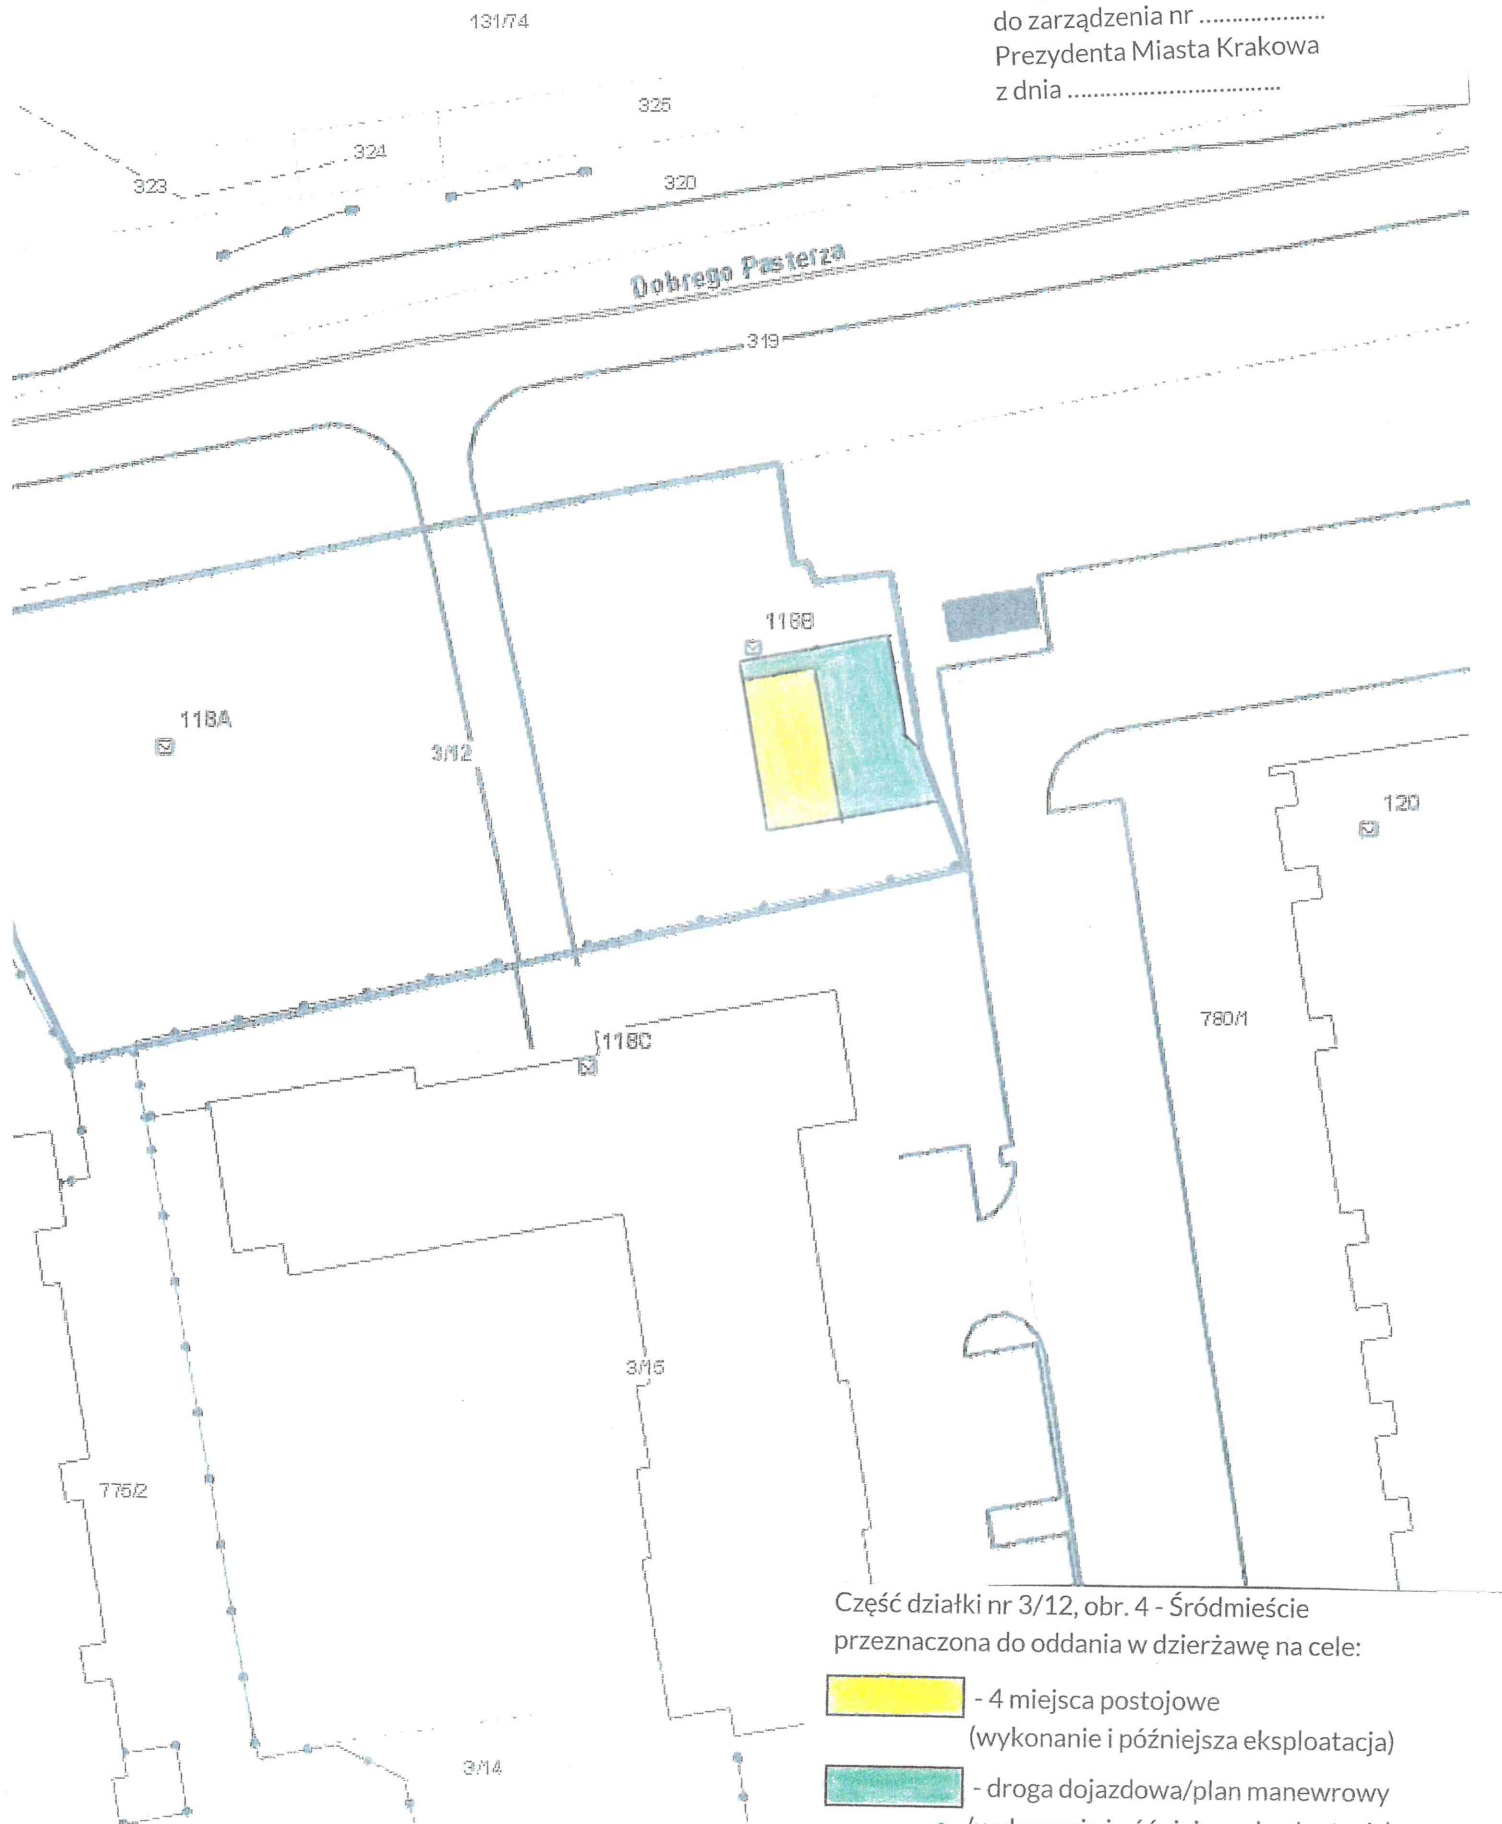 do zarządzenia nr ...................
Prezydenta Miasta Krakowa
z dnia ................................
131/74
325
324
323
320
Dobrego Pasterza
319
118B
118A
3/12
120
780/1
118C
3/15
775/2
3/14
Część działki nr 3/12, obr. 4 - Śródmieście
przeznaczona do oddania w dzierżawę na cele:
- 4 miejsca postojowe
(wykonanie i późniejsza eksploatacja)
- droga dojazdowa/plan manewrowy